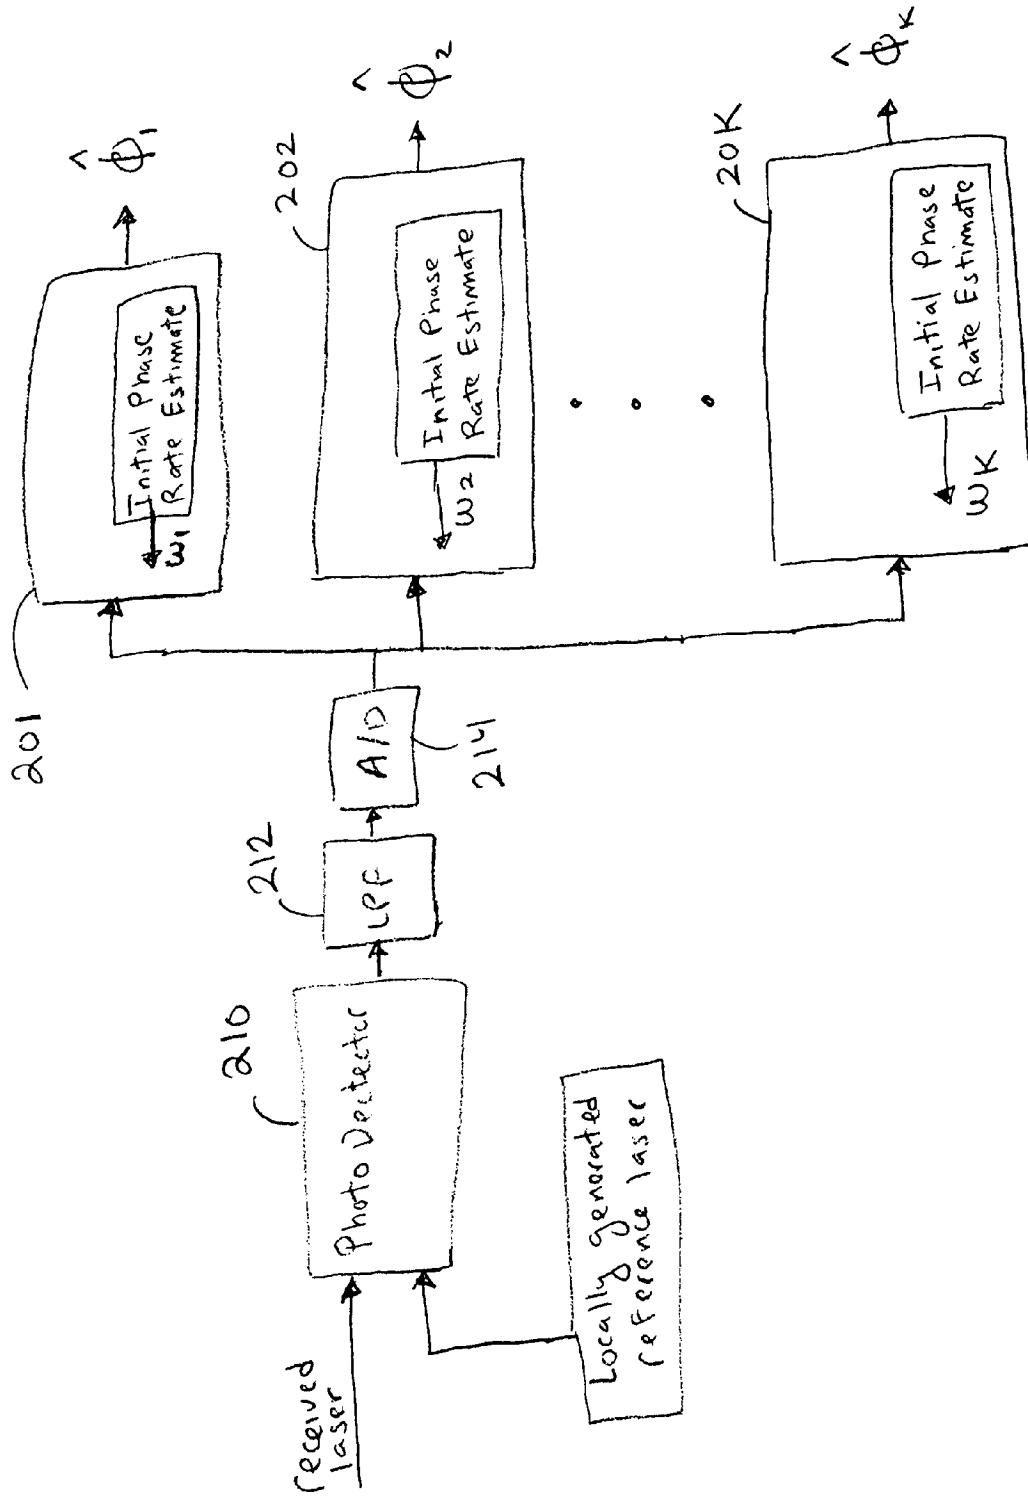 received
laser
Locally generated
reference laser
Photo Dectector
210
LPF
212
A/D
214
201
Initial Phase
Rate Estimate
ω1
^
ϕ1
202
Initial Phase
Rate Estimate
ω2
^
ϕ2
. . .
20K
Initial Phase
Rate Estimate
ωK
^
ϕK